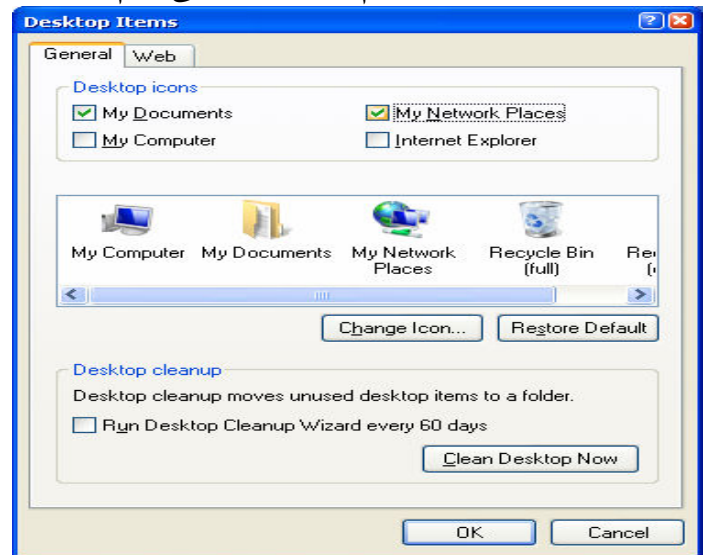 Desktop Items
General Web
Desktop icons
My Documents My Network Places
My Computer Internet Explorer
My Computer My Documents My Network Places Recycle Bin (full)
Change Icon... Restore Default
Desktop cleanup
Desktop cleanup moves unused desktop items to a folder.
Run Desktop Cleanup Wizard every 60 days
Clean Desktop Now
OK Cancel